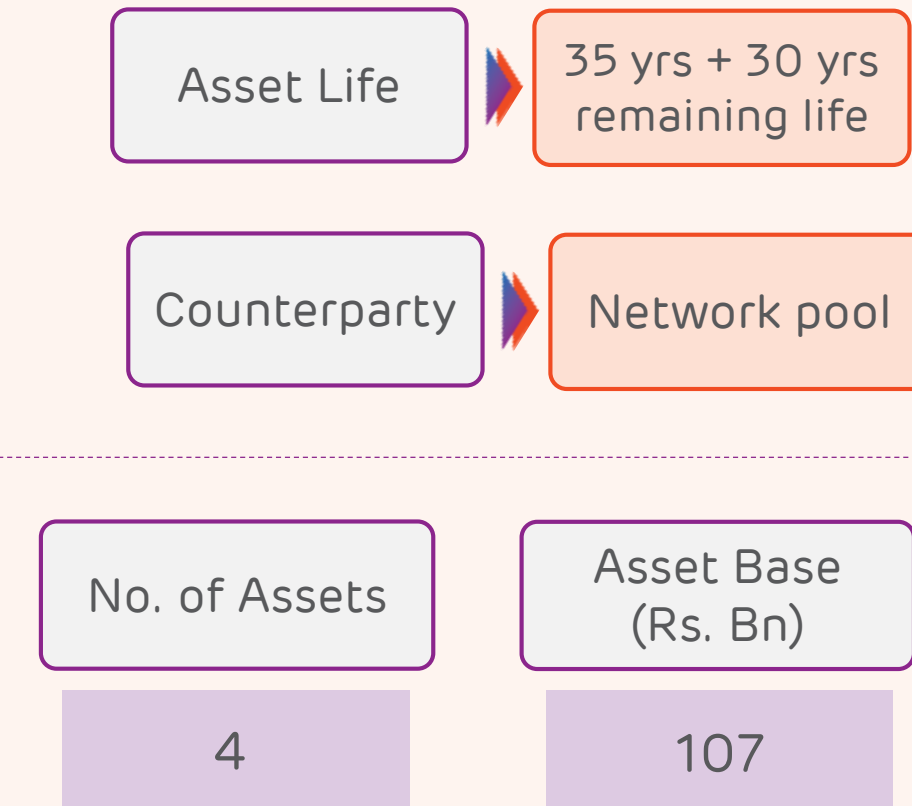 Asset Life
35 yrs + 30 yrs
remaining life
Counterparty
Network pool
No. of Assets
Asset Base
(Rs. Bn)
4
107